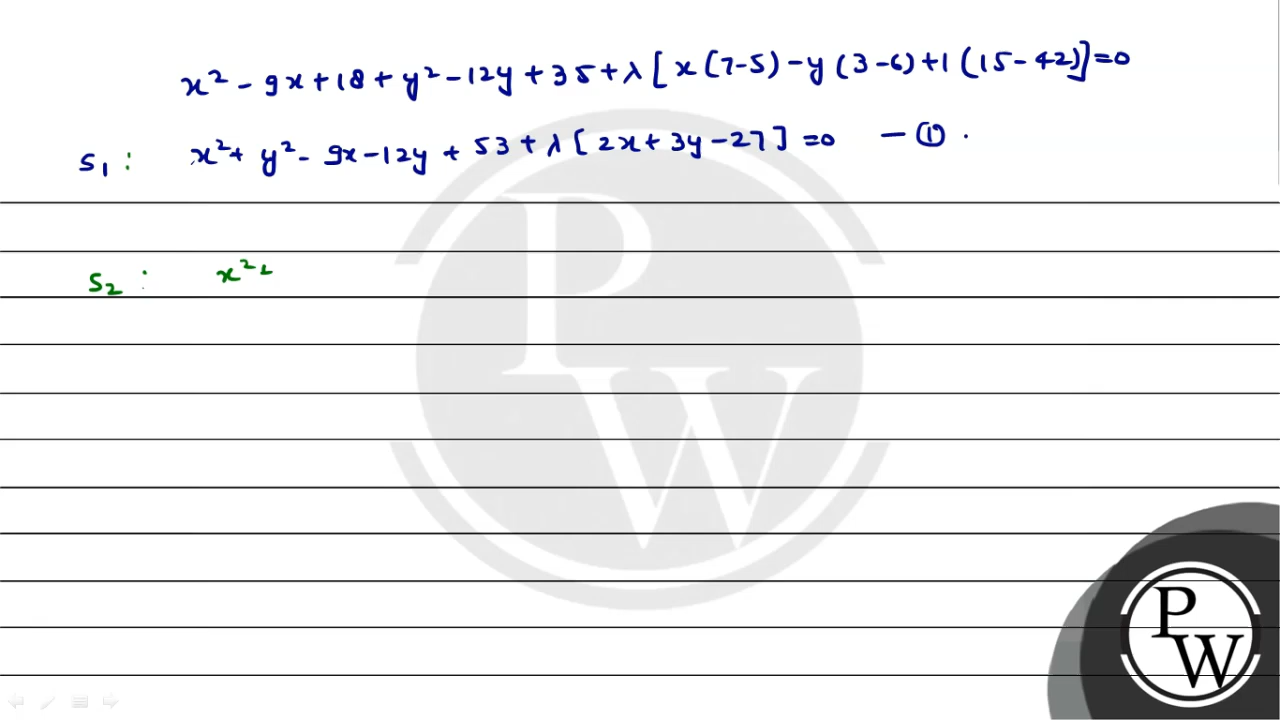 x² - 9x + 18 + y² - 12y + 35 + λ [ x (7-5) - y (3-6) + 1 (15 - 42)] = 0
S₁ : x² + y² - 9x - 12y + 53 + λ [ 2x + 3y - 27 ] = 0 — ① .
S₂ : x² +
P
W
P
W